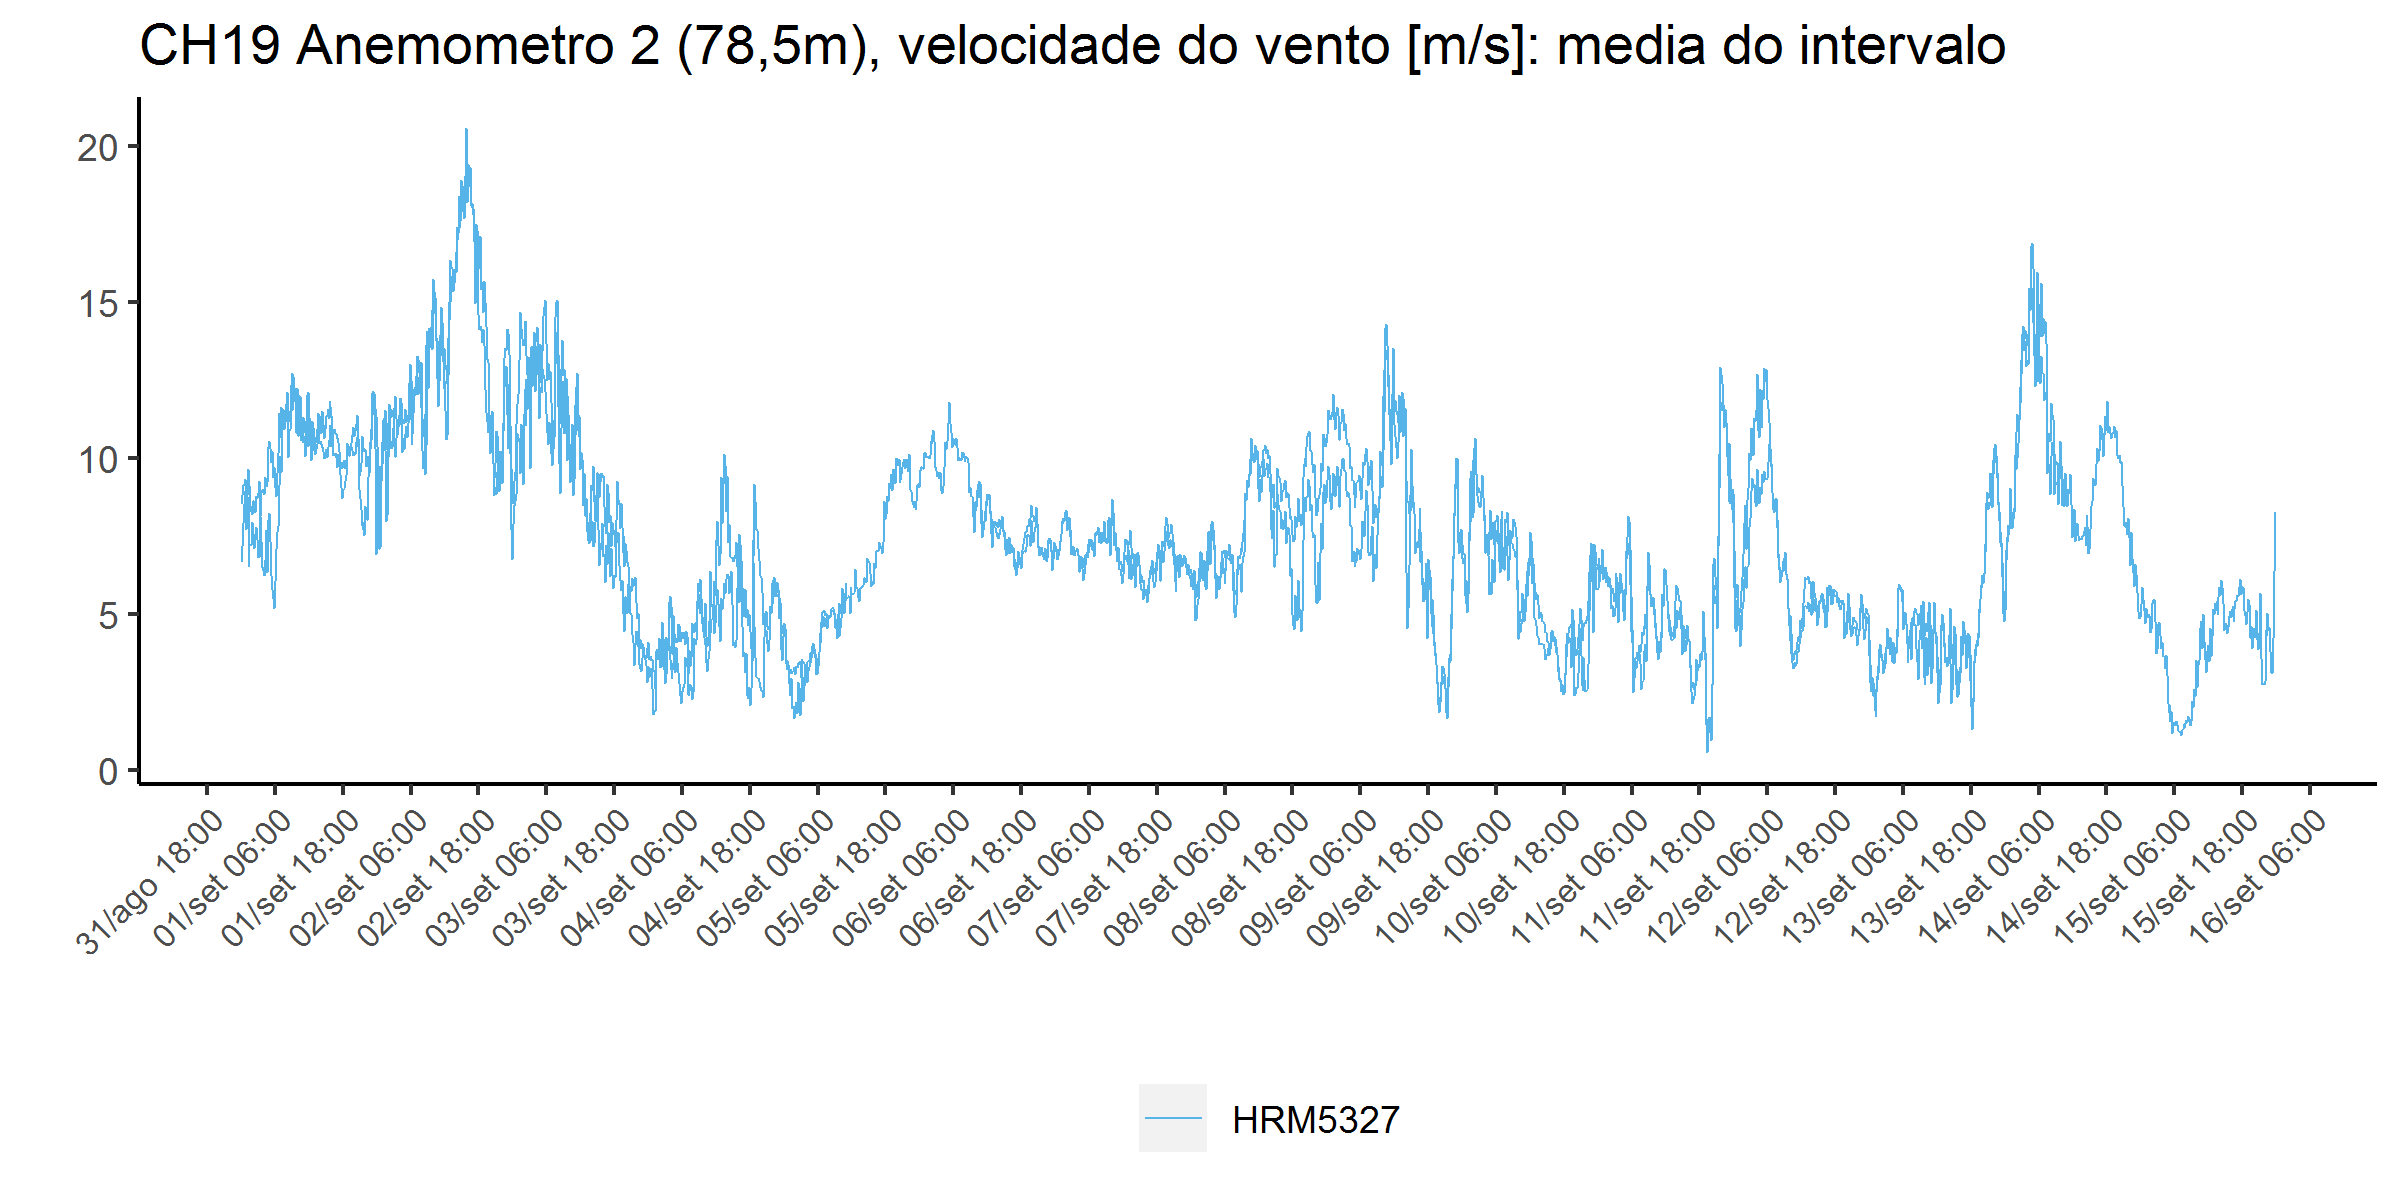 CH19 Anemometro 2 (78,5m), velocidade do vento [m/s]: media do intervalo
20
15
10
5
0
31/ago 18:00
01/set 06:00
01/set 18:00
02/set 06:00
02/set 18:00
03/set 06:00
03/set 18:00
04/set 06:00
04/set 18:00
05/set 06:00
05/set 18:00
06/set 06:00
06/set 18:00
07/set 06:00
07/set 18:00
08/set 06:00
08/set 18:00
09/set 06:00
09/set 18:00
10/set 06:00
10/set 18:00
11/set 06:00
11/set 18:00
12/set 06:00
12/set 18:00
13/set 06:00
13/set 18:00
14/set 06:00
14/set 18:00
15/set 06:00
15/set 18:00
16/set 06:00
HRM5327